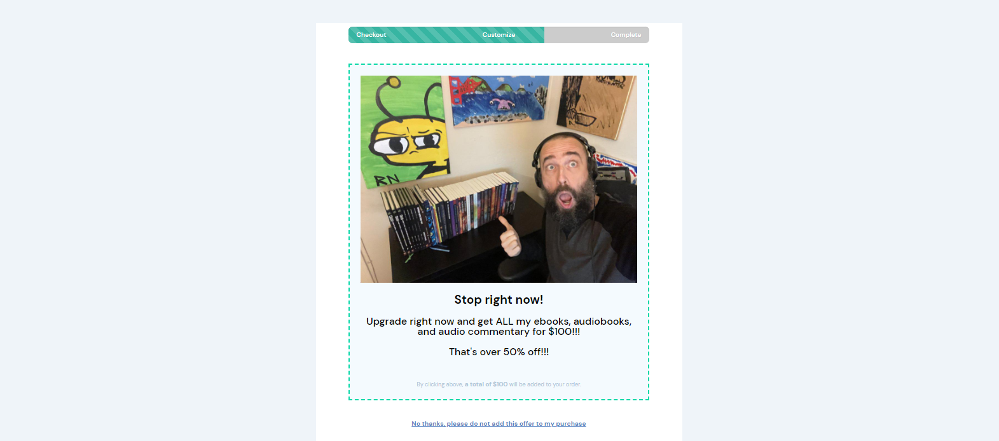 Checkout Customize Complete
RN
Stop right now!
Upgrade right now and get ALL my ebooks, audiobooks,
and audio commentary for $100!!!
That's over 50% off!!!
By clicking above, a total of $100 will be added to your order.
No thanks, please do not add this offer to my purchase